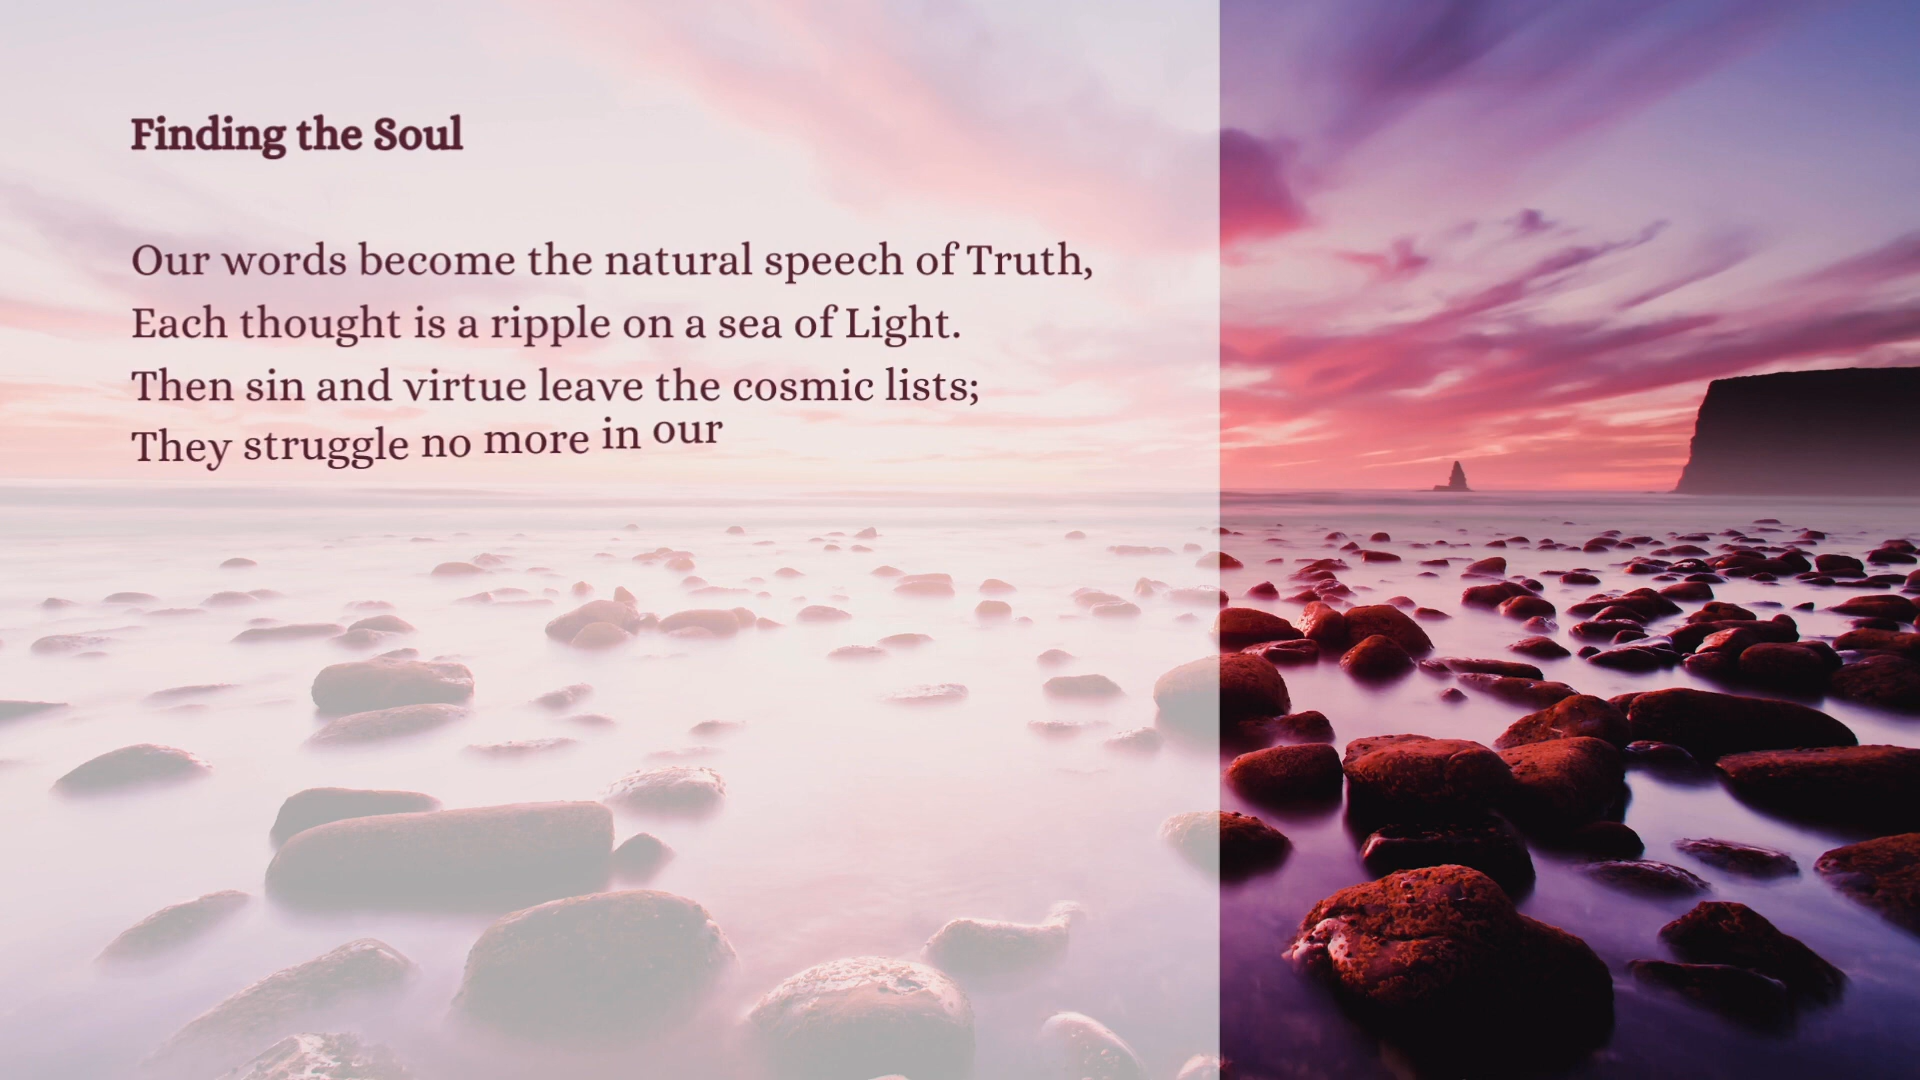 Finding the Soul
Our words become the natural speech of Truth,
Each thought is a ripple on a sea of Light.
Then sin and virtue leave the cosmic lists;
They struggle no more in our